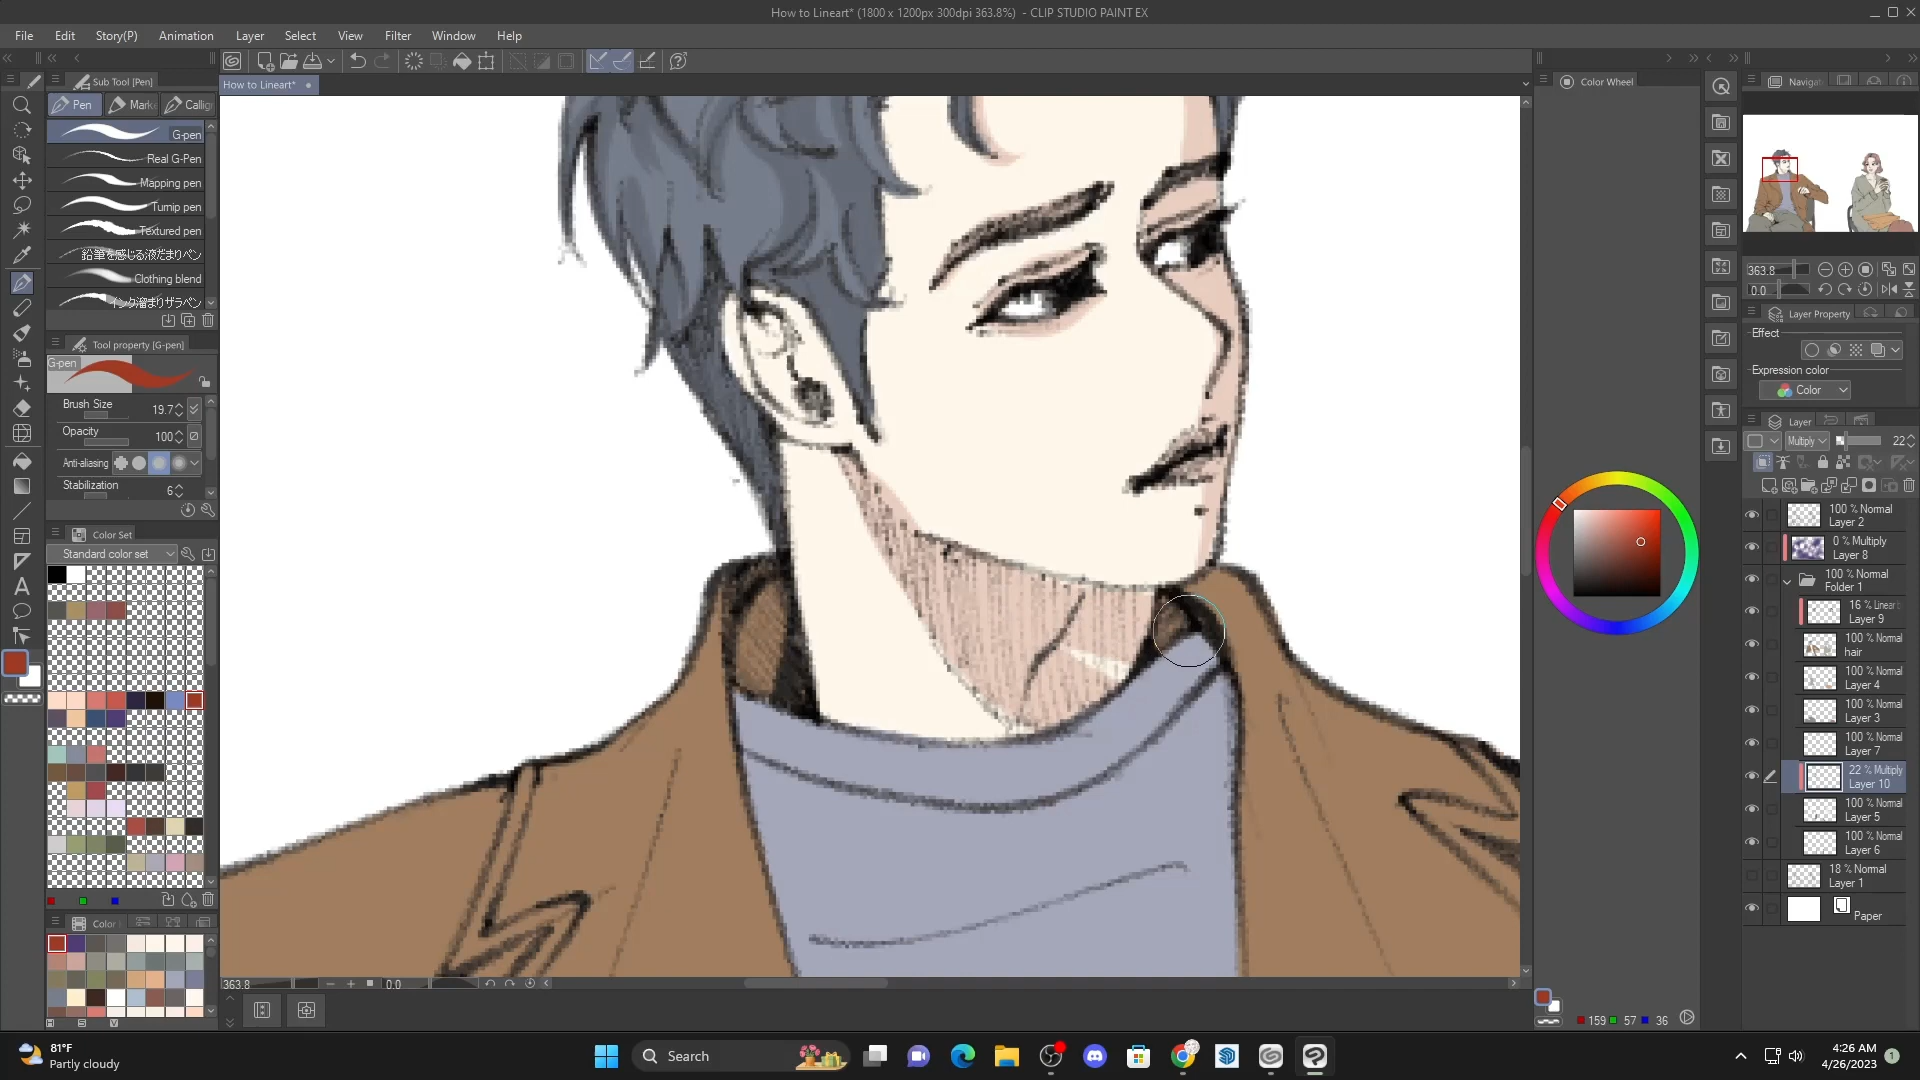 How to Lineart* (1800 x 1200px 300dpi 363.8%) - CLIP STUDIO PAINT EX
File Edit Story(P) Animation Layer Select View Filter Window Help
Sub Tool [Pen]
Color Wheel
How to Lineart*
Pen
G-pen
Real G-Pen
Mapping pen
Turnip pen
Textured pen
鉛筆を感じる液だまりペン
Clothing blend
インク溜まりザラペン
Tool property [G-pen]
G-pen
Brush Size 19.7
Opacity 100
Anti-aliasing
Stabilization 6
Color Set
Standard color set
Color
363.8
0.0
363.8
0.0
Layer Property
Effect
Expression color
Color
Layer
Multiply 22
100 % Normal
Layer 2
0 % Multiply
Layer 8
100 % Normal
Folder 1
Layer 9
100 % Normal
hair
100 % Normal
Layer 4
100 % Normal
Layer 3
100 % Normal
Layer 7
22 % Multiply
Layer 10
100 % Normal
Layer 5
100 % Normal
Layer 6
18 % Normal
Layer 1
Paper
159 57 36
81°F
Partly cloudy
Search
4:26 AM
4/26/2023
1